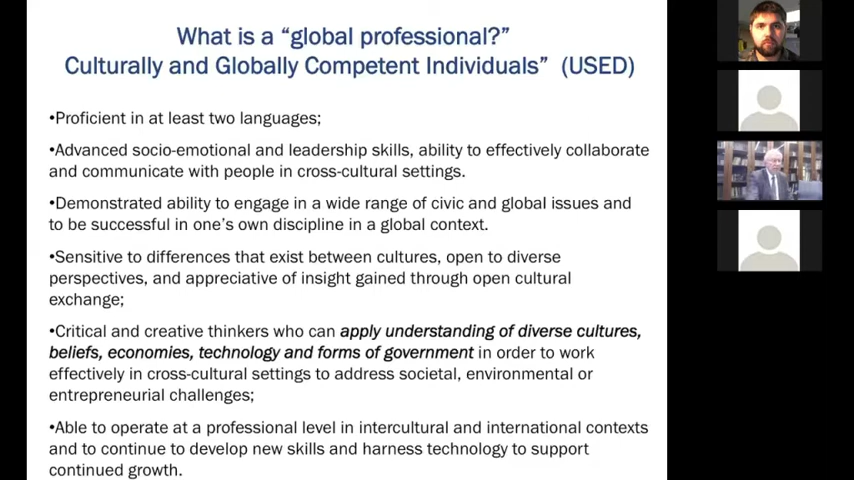 What is a “global professional?”
Culturally and Globally Competent Individuals” (USED)
•Proficient in at least two languages;
•Advanced socio-emotional and leadership skills, ability to effectively collaborate
and communicate with people in cross-cultural settings.
•Demonstrated ability to engage in a wide range of civic and global issues and
to be successful in one’s own discipline in a global context.
•Sensitive to differences that exist between cultures, open to diverse
perspectives, and appreciative of insight gained through open cultural
exchange;
•Critical and creative thinkers who can apply understanding of diverse cultures,
beliefs, economies, technology and forms of government in order to work
effectively in cross-cultural settings to address societal, environmental or
entrepreneurial challenges;
•Able to operate at a professional level in intercultural and international contexts
and to continue to develop new skills and harness technology to support
continued growth.